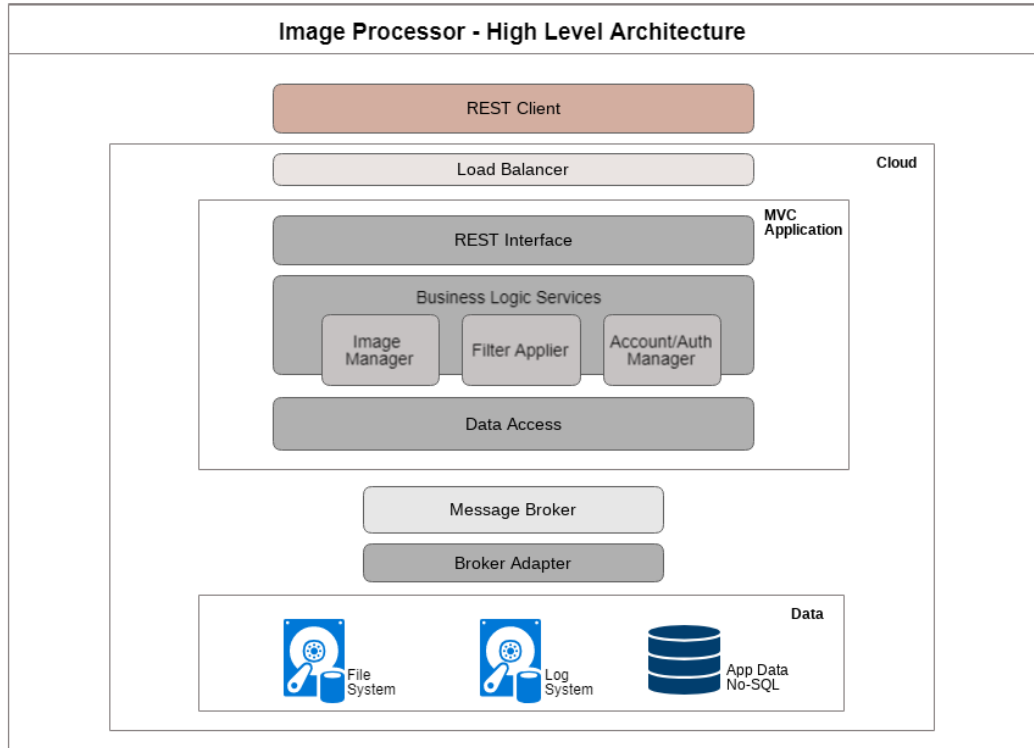 Image Processor - High Level Architecture
REST Client
Cloud
Load Balancer
MVC
Application
REST Interface
Business Logic Services
Image
Manager
Filter Applier
Account/Auth
Manager
Data Access
Message Broker
Broker Adapter
Data
File
System
Log
System
App Data
No-SQL